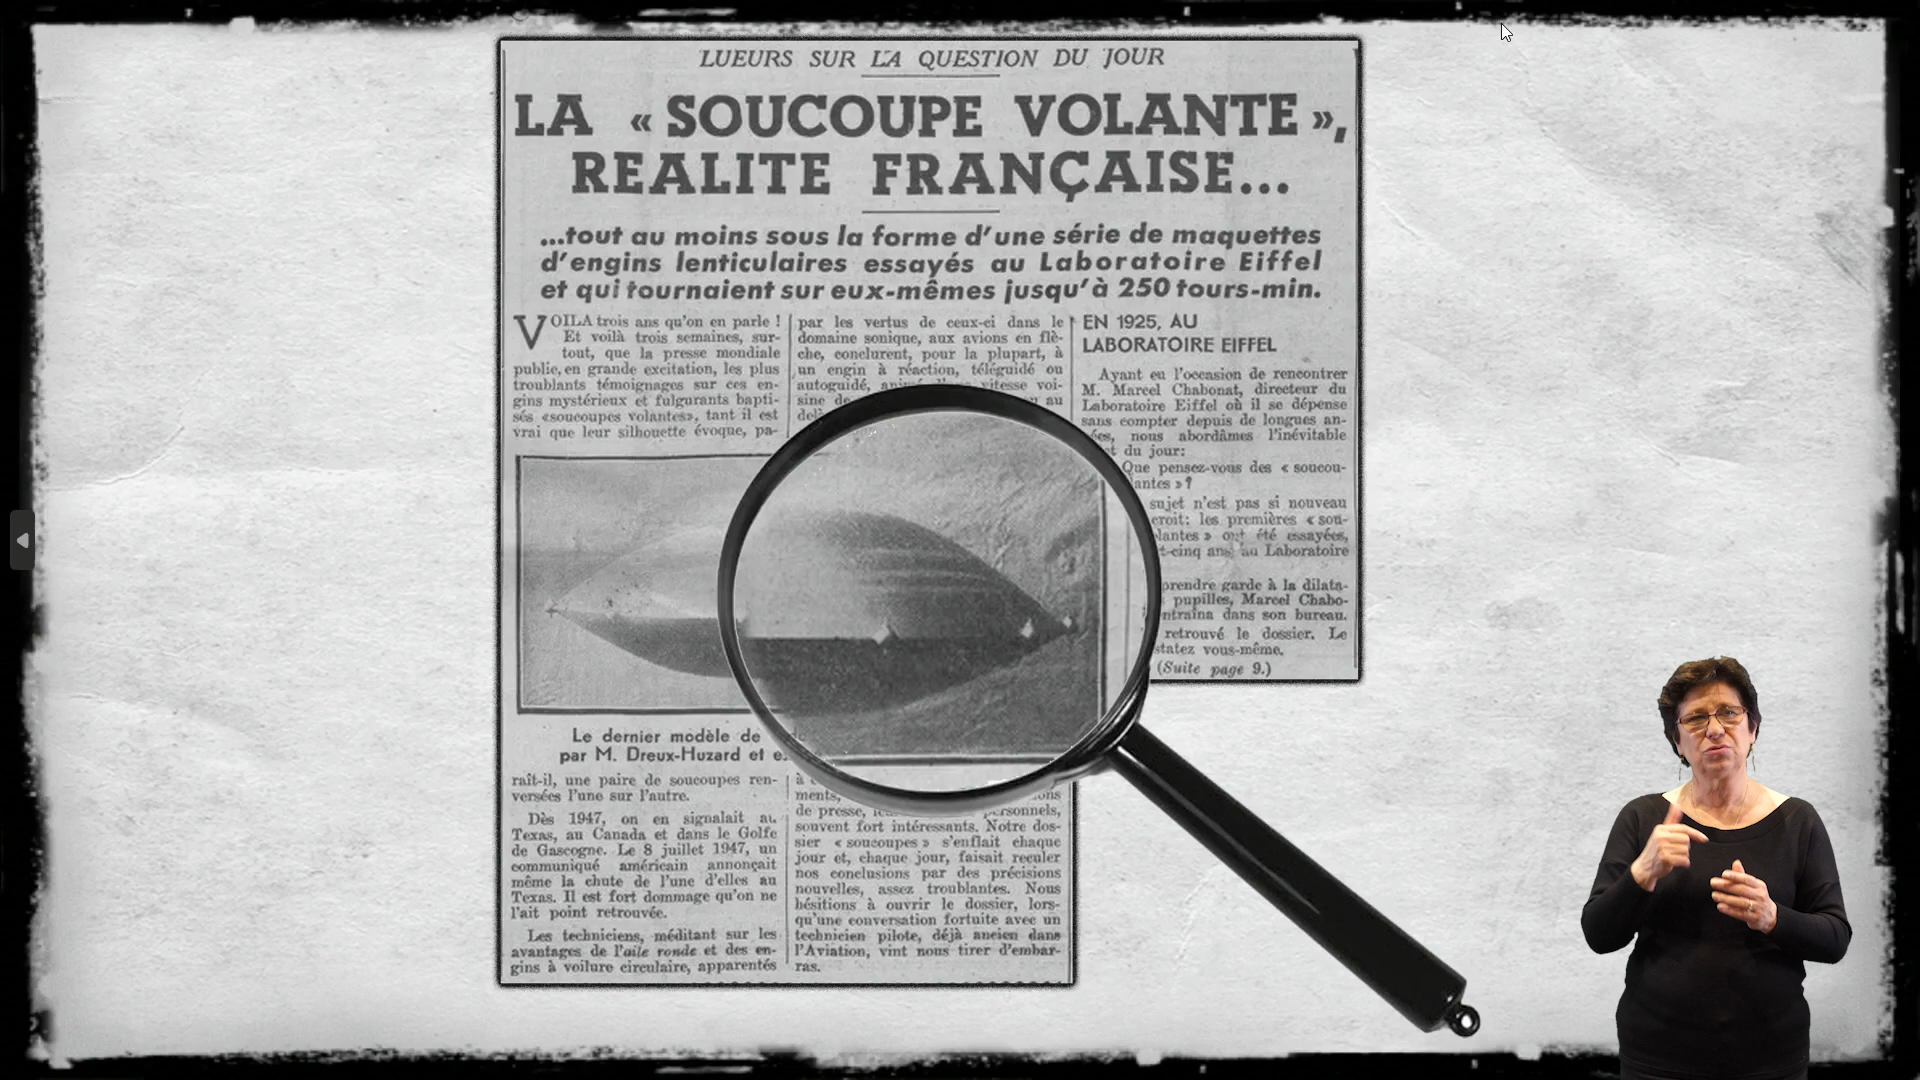 LUEURS SUR LA QUESTION DU JOUR
LA « SOUCOUPE VOLANTE »,
REALITE FRANÇAISE...
...tout au moins sous la forme d'une série de maquettes
d'engins lenticulaires essayés au Laboratoire Eiffel
et qui tournaient sur eux-mêmes jusqu'à 250 tours-min.
VOILA trois ans qu'on en parle !
Et voilà trois semaines, sur-
tout, que la presse mondiale
public, en grande excitation, les plus
troublants témoignages sur ces en-
gins mystérieux et fulgurants bapti-
sés «soucoupes volantes», tant il est
vrai que leur silhouette évoque, pa-
Le dernier modèle de
par M. Dreux-Huzard et
raît-il, une paire de soucoupes ren-
versées l'une sur l'autre.
Dès 1947, on en signalait au
Texas, au Canada et dans le Golfe
de Gascogne. Le 8 juillet 1947, un
communiqué américain annonçait
même la chute de l'une d'elles au
Texas. Il est fort dommage qu'on ne
l'ait point retrouvée.
Les techniciens, méditant sur les
avantages de l'aile ronde et des en-
gins à voilure circulaire, apparentés
par les vertus de ceux-ci dans le
domaine sonique, aux avions en flè-
che, conclurent, pour la plupart, à
un engin à réaction, téléguidé ou
autoguidé, vitesse voi-
sine de au
à
ments,
de presse,
souvent fort intéressants. Notre dos-
sier « soucoupes » s'enflait chaque
jour et, chaque jour, faisait reculer
nos conclusions par des précisions
nouvelles, assez troublantes. Nous
hésitions à ouvrir le dossier, lors-
qu'une conversation fortuite avec un
technicien pilote, déjà ancien dans
l'Aviation, vint nous tirer d'embar-
ras.
EN 1925, AU
LABORATOIRE EIFFEL
Ayant eu l'occasion de rencontrer
M. Marcel Chabonat, directeur du
Laboratoire Eiffel où il se dépense
sans compter depuis de longues an-
nous abordâmes l'inévitable
du jour:
Que pensez-vous des « soucou-
lantes » ?
sujet n'est pas si nouveau
croit: les premières « sou-
lantes » ont été essayées,
t-cinq ans au Laboratoire
prendre garde à la dilata-
pupilles, Marcel Chabo-
ntraîna dans son bureau.
retrouvé le dossier. Le
statez vous-même.
(Suite page 9.)